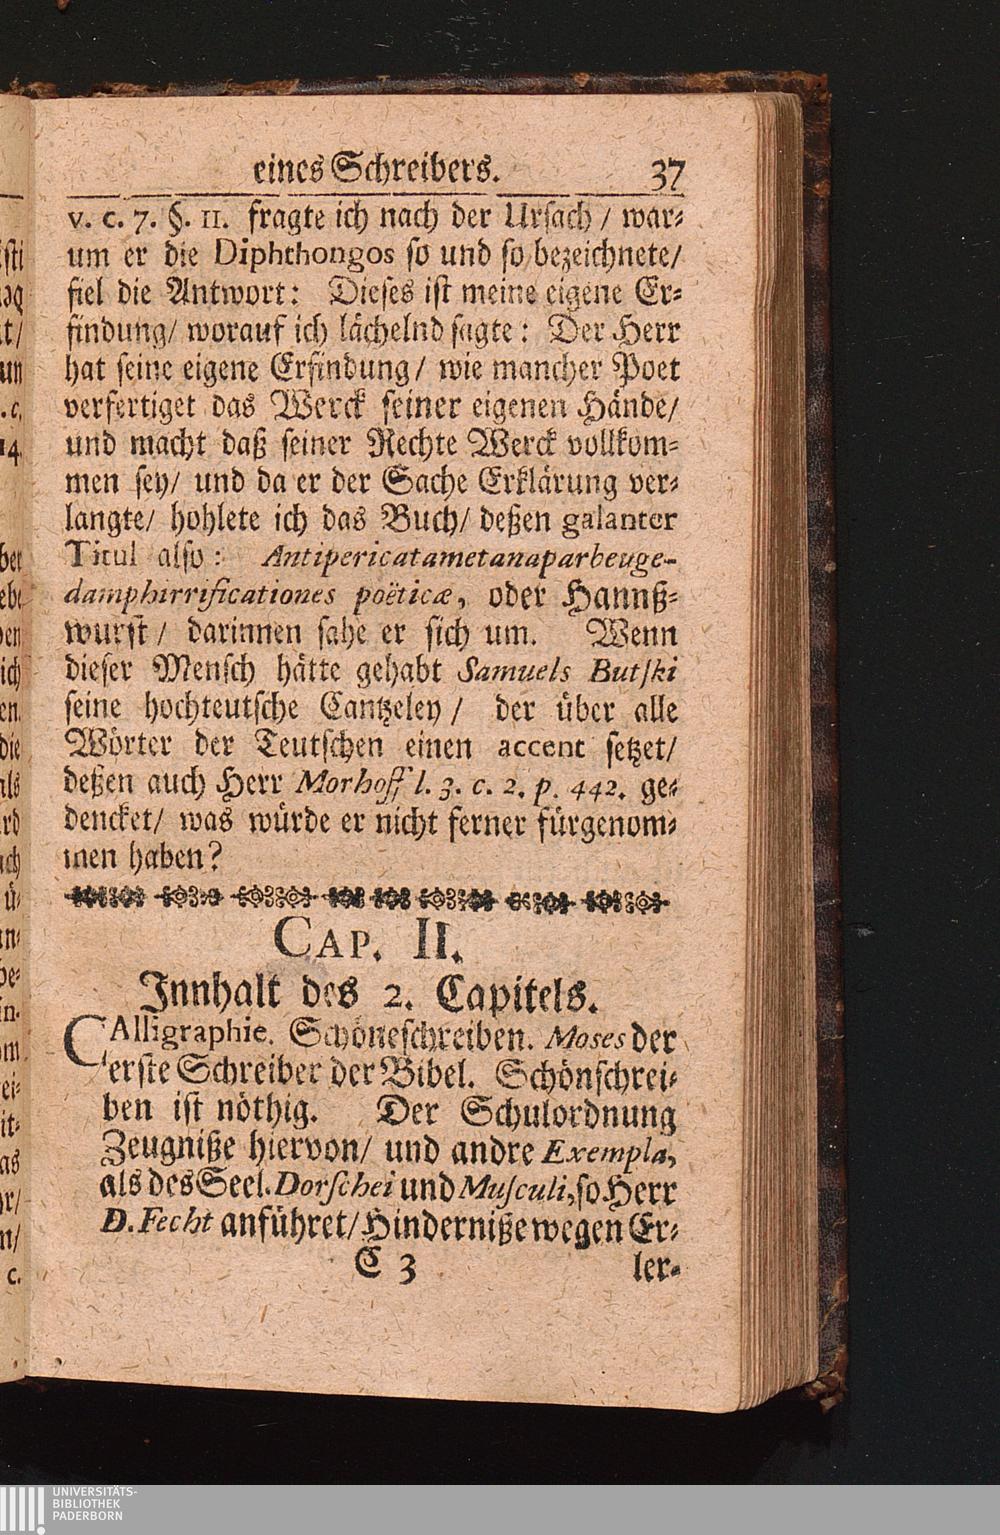 eines Schreibers. 37
v. c. 7. §. 11. fragte ich nach der Ursach / war-
um er die Diphthongos so und so bezeichnete/
fiel die Antwort: Dieses ist meine eigene Er-
findung/ worauf ich lächelnd sagte: Der Herr
hat seine eigene Erfindung/ wie mancher Poet
verfertiget das Werck seiner eigenen Hände/
und macht daß seiner Rechte Werck vollkom-
men sey/ und da er der Sache Erklärung ver-
langte/ hohlete ich das Buch/ deßen galanter
Titul also: Antipericatametanaparbeuge-
damphirrificationes poëticæ, oder Hannß-
wurst / darinnen sahe er sich um. Wenn
dieser Mensch hätte gehabt Samuels Butski
seine hochteutsche Cantzeley / der über alle
Wörter der Teutschen einen accent setzet/
deßen auch Herr Morhoff l. 3. c. 2. p. 442. ge-
dencket/ was würde er nicht ferner fürgenom-
men haben?
CAP. II.
Innhalt des 2. Capitels.
CAlligraphie. Schöneschreiben. Moses der
erste Schreiber der Bibel. Schönschrei-
ben ist nöthig. Der Schulordnung
Zeugniße hiervon/ und andre Exempla,
als des Seel. Dorschei und Musculi, so Herr
D. Fecht anführet/ Hinderniße wegen Er-
C 3 ler-
UNIVERSITÄTS-
BIBLIOTHEK
PADERBORN